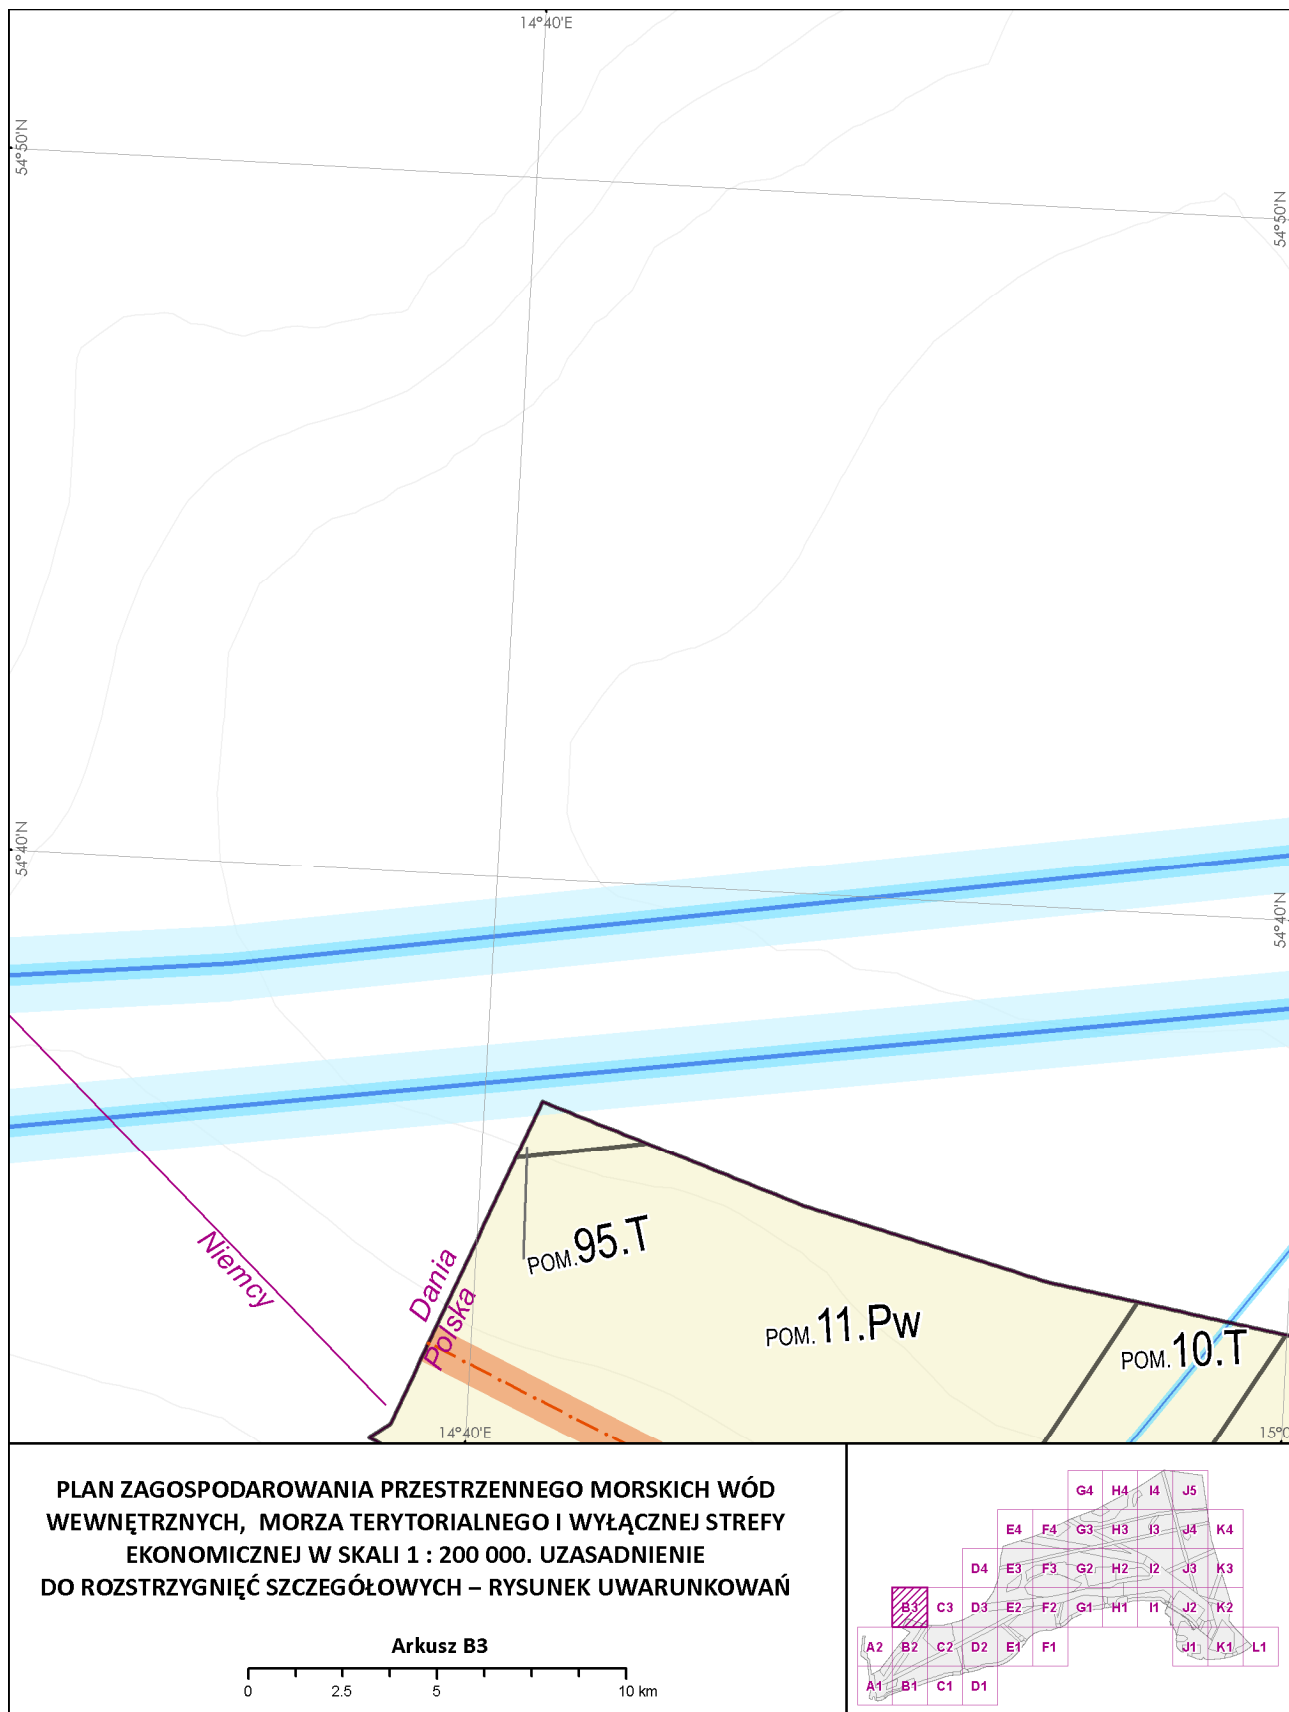 14°40'E
54°50'N
54°50'N
54°40'N
54°40'N
Niemcy
Dania
Polska
POM.95.T
POM.11.Pw
POM.10.T
14°40'E
15°0
PLAN ZAGOSPODAROWANIA PRZESTRZENNEGO MORSKICH WÓD
WEWNĘTRZNYCH, MORZA TERYTORIALNEGO I WYŁĄCZNEJ STREFY
EKONOMICZNEJ W SKALI 1 : 200 000. UZASADNIENIE
DO ROZSTRZYGNIĘĆ SZCZEGÓŁOWYCH – RYSUNEK UWARUNKOWAŃ
Arkusz B3
0 2.5 5 10 km
G4 H4 I4 J5
E4 F4 G3 H3 I3 J4 K4
D4 E3 F3 G2 H2 I2 J3 K3
B3 C3 D3 E2 F2 G1 H1 I1 J2 K2
A2 B2 C2 D2 E1 F1 J1 K1 L1
A1 B1 C1 D1